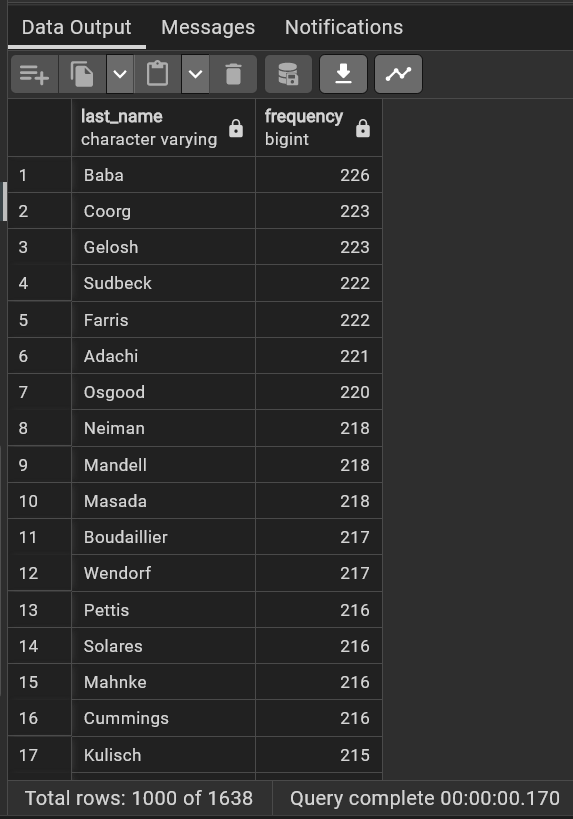 Data Output Messages Notifications
last_name frequency
character varying bigint
1 Baba 226
2 Coorg 223
3 Gelosh 223
4 Sudbeck 222
5 Farris 222
6 Adachi 221
7 Osgood 220
8 Neiman 218
9 Mandell 218
10 Masada 218
11 Boudaillier 217
12 Wendorf 217
13 Pettis 216
14 Solares 216
15 Mahnke 216
16 Cummings 216
17 Kulisch 215
Total rows: 1000 of 1638 Query complete 00:00:00.170